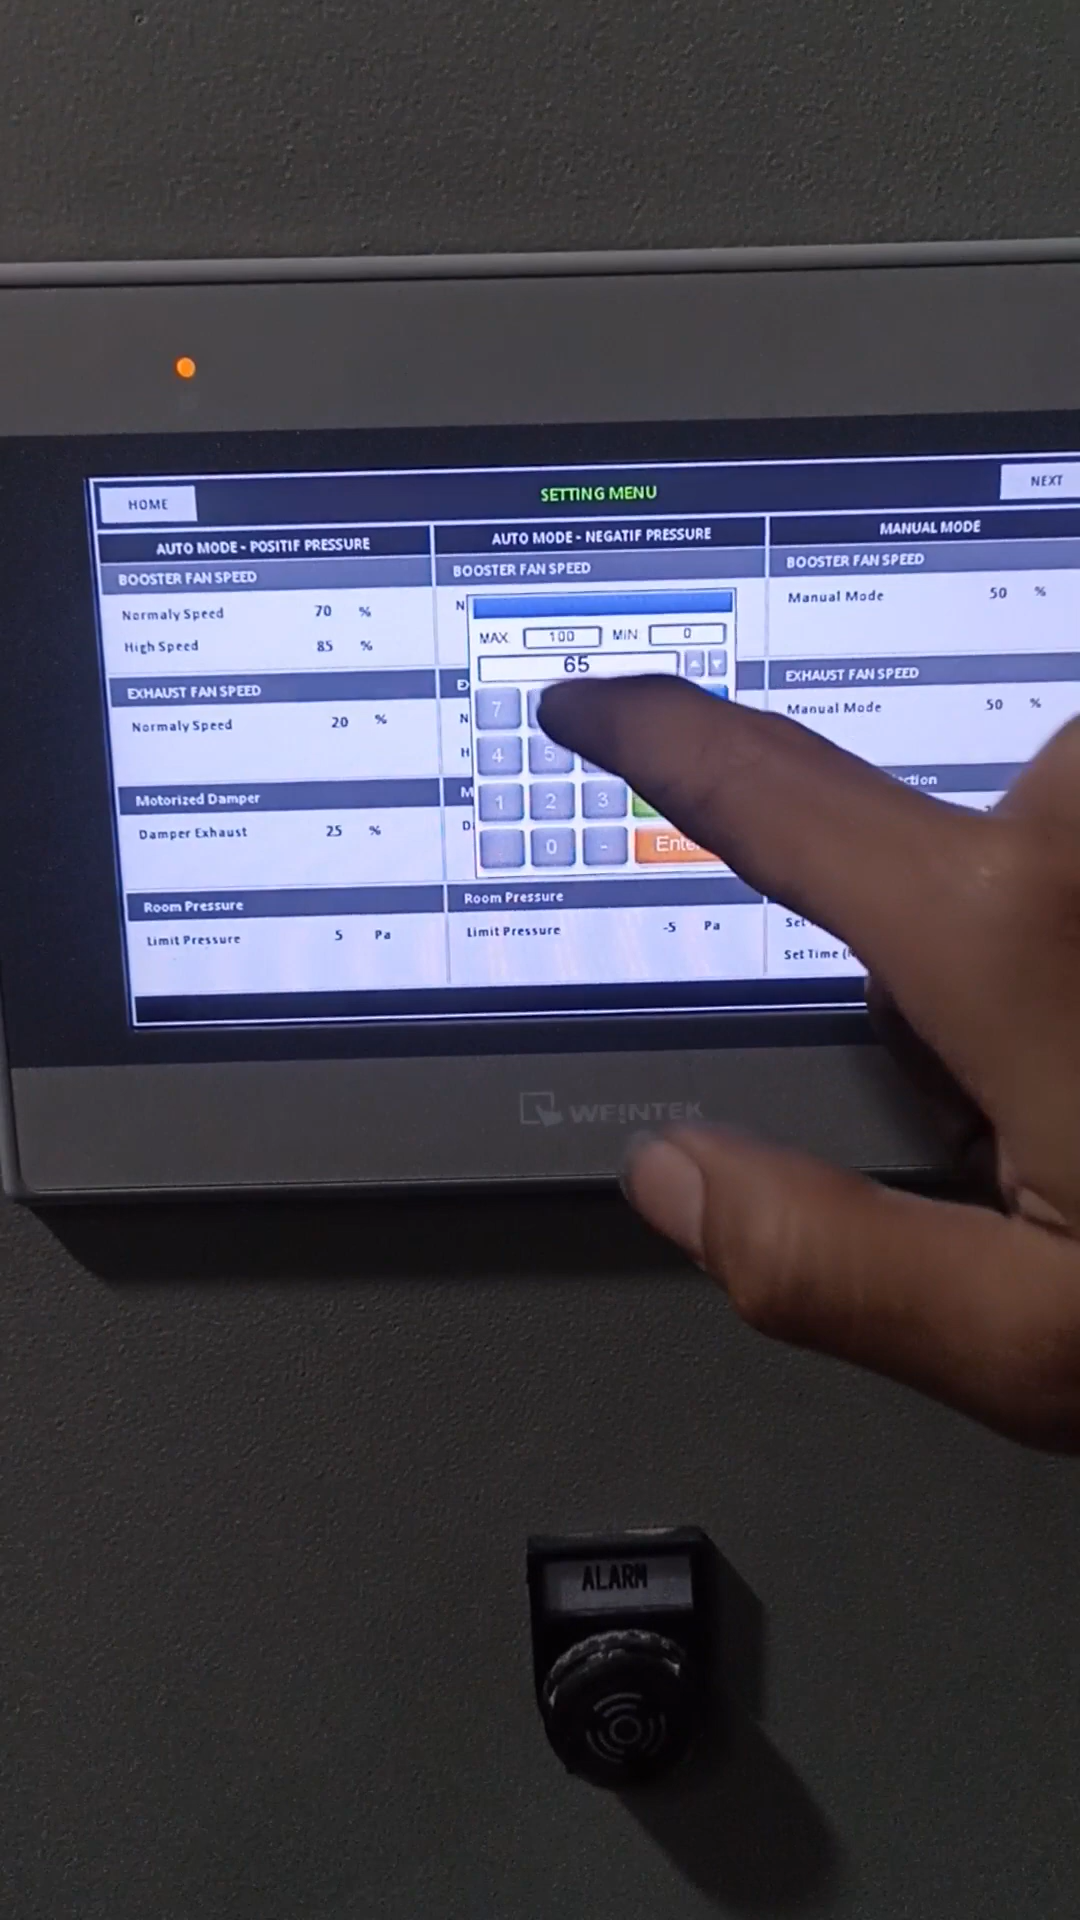 HOME
SETTING MENU
NEXT
AUTO MODE - POSITIF PRESSURE
AUTO MODE - NEGATIF PRESSURE
MANUAL MODE
BOOSTER FAN SPEED
BOOSTER FAN SPEED
BOOSTER FAN SPEED
Normaly Speed 70 %
N
Manual Mode 50 %
High Speed 85 %
MAX 100 MIN 0
65
EXHAUST FAN SPEED
EX
EXHAUST FAN SPEED
Normaly Speed 20 %
N
Manual Mode 50 %
H
7
4 5
1 2 3
0 -
Motorized Damper
M
Damper Exhaust 25 %
Room Pressure
Room Pressure
Limit Pressure 5 Pa
Limit Pressure -5 Pa
Set Time
WEINTEK
ALARM